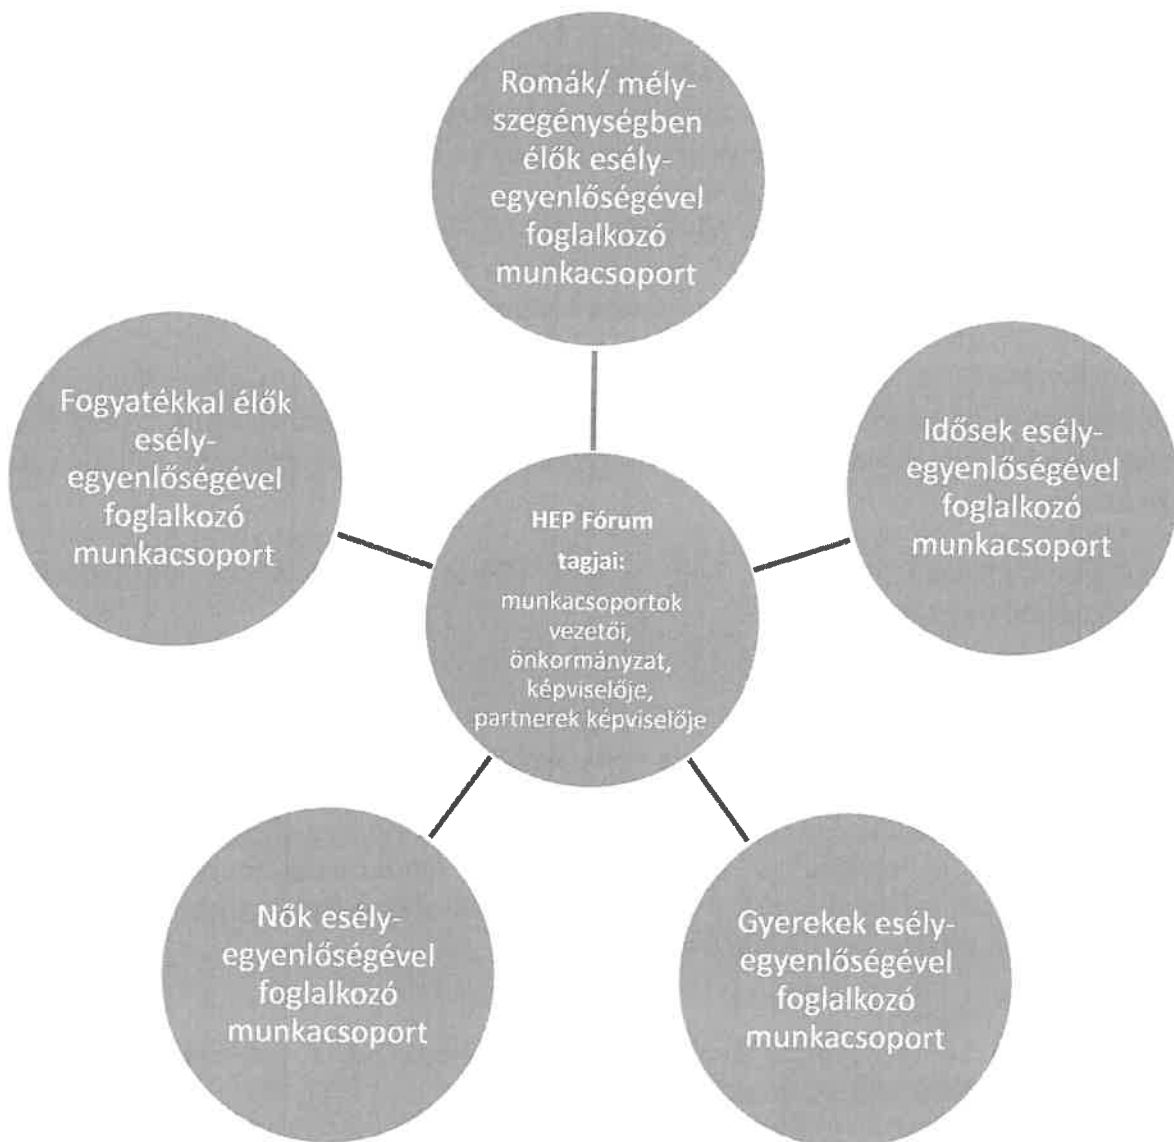 Romák/ mély-
szegénységben
élők esély-
egyenlőségével
foglalkozó
munkacsoport
Fogyatékkal élők
esély-
egyenlőségével
foglalkozó
munkacsoport
Idősek esély-
egyenlőségével
foglalkozó
munkacsoport
HEP Fórum
tagjai:
munkacsoportok
vezetői,
önkormányzat,
képviselője,
partnerek képviselője
Nők esély-
egyenlőségével
foglalkozó
munkacsoport
Gyerekek esély-
egyenlőségével
foglalkozó
munkacsoport